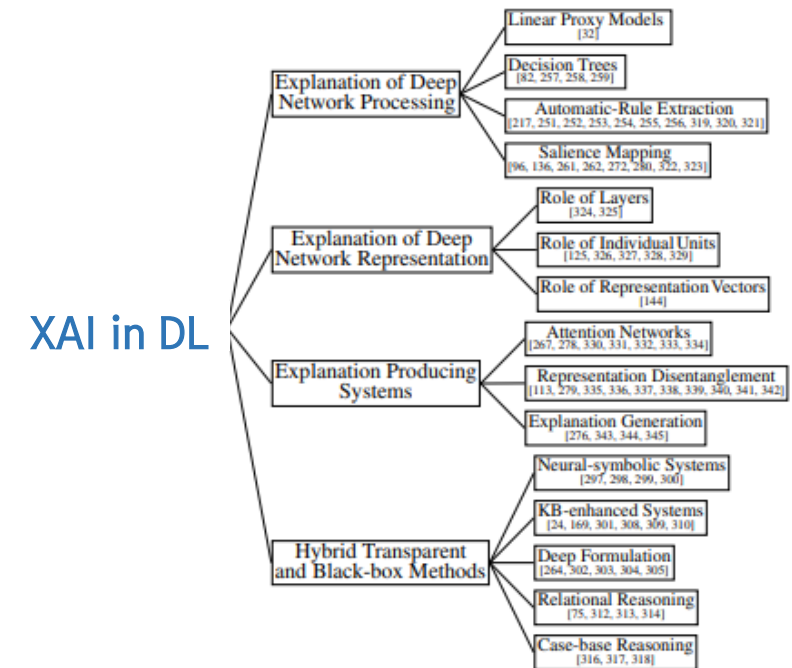 XAI in DL
Explanation of Deep
Network Processing
Linear Proxy Models
[32]
Decision Trees
[82, 257, 258, 259]
Automatic-Rule Extraction
[217, 251, 252, 253, 254, 255, 256, 319, 320, 321]
Salience Mapping
[96, 136, 261, 262, 272, 280, 322, 323]
Explanation of Deep
Network Representation
Role of Layers
[324, 325]
Role of Individual Units
[125, 326, 327, 328, 329]
Role of Representation Vectors
[144]
Explanation Producing
Systems
Attention Networks
[267, 278, 330, 331, 332, 333, 334]
Representation Disentanglement
[113, 279, 335, 336, 337, 338, 339, 340, 341, 342]
Explanation Generation
[276, 343, 344, 345]
Hybrid Transparent
and Black-box Methods
Neural-symbolic Systems
[297, 298, 299, 300]
KB-enhanced Systems
[24, 169, 301, 308, 309, 310]
Deep Formulation
[264, 302, 303, 304, 305]
Relational Reasoning
[75, 312, 313, 314]
Case-base Reasoning
[316, 317, 318]